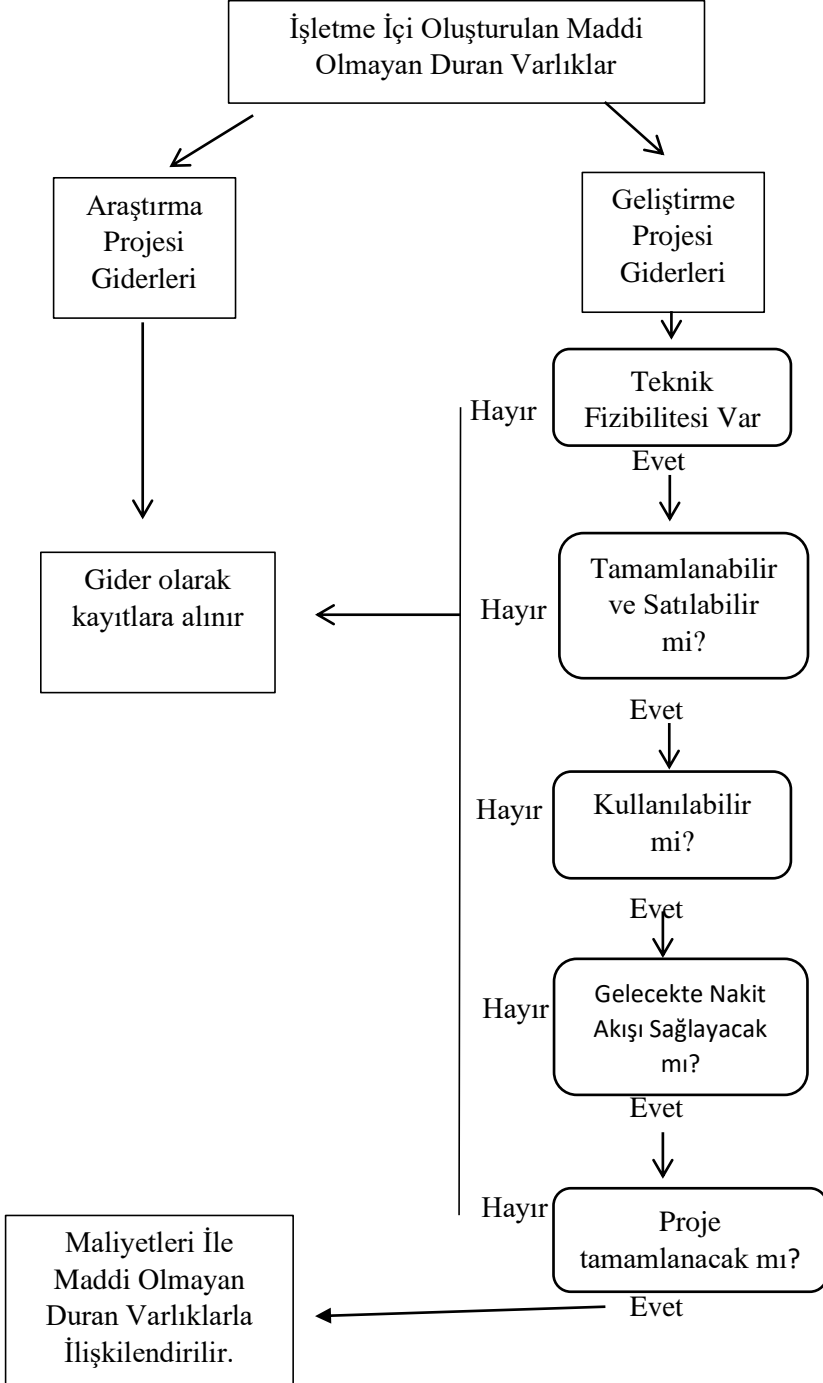 İşletme İçi Oluşturulan Maddi
Olmayan Duran Varlıklar
Araştırma
Projesi
Giderleri
Geliştirme
Projesi
Giderleri
Hayır
Teknik
Fizibilitesi Var
Evet
Gider olarak
kayıtlara alınır
Hayır
Tamamlanabilir
ve Satılabilir
mi?
Evet
Hayır
Kullanılabilir
mi?
Evet
Hayır
Gelecekte Nakit
Akışı Sağlayacak
mı?
Evet
Hayır
Proje
tamamlanacak mı?
Evet
Maliyetleri İle
Maddi Olmayan
Duran Varlıklarla
İlişkilendirilir.